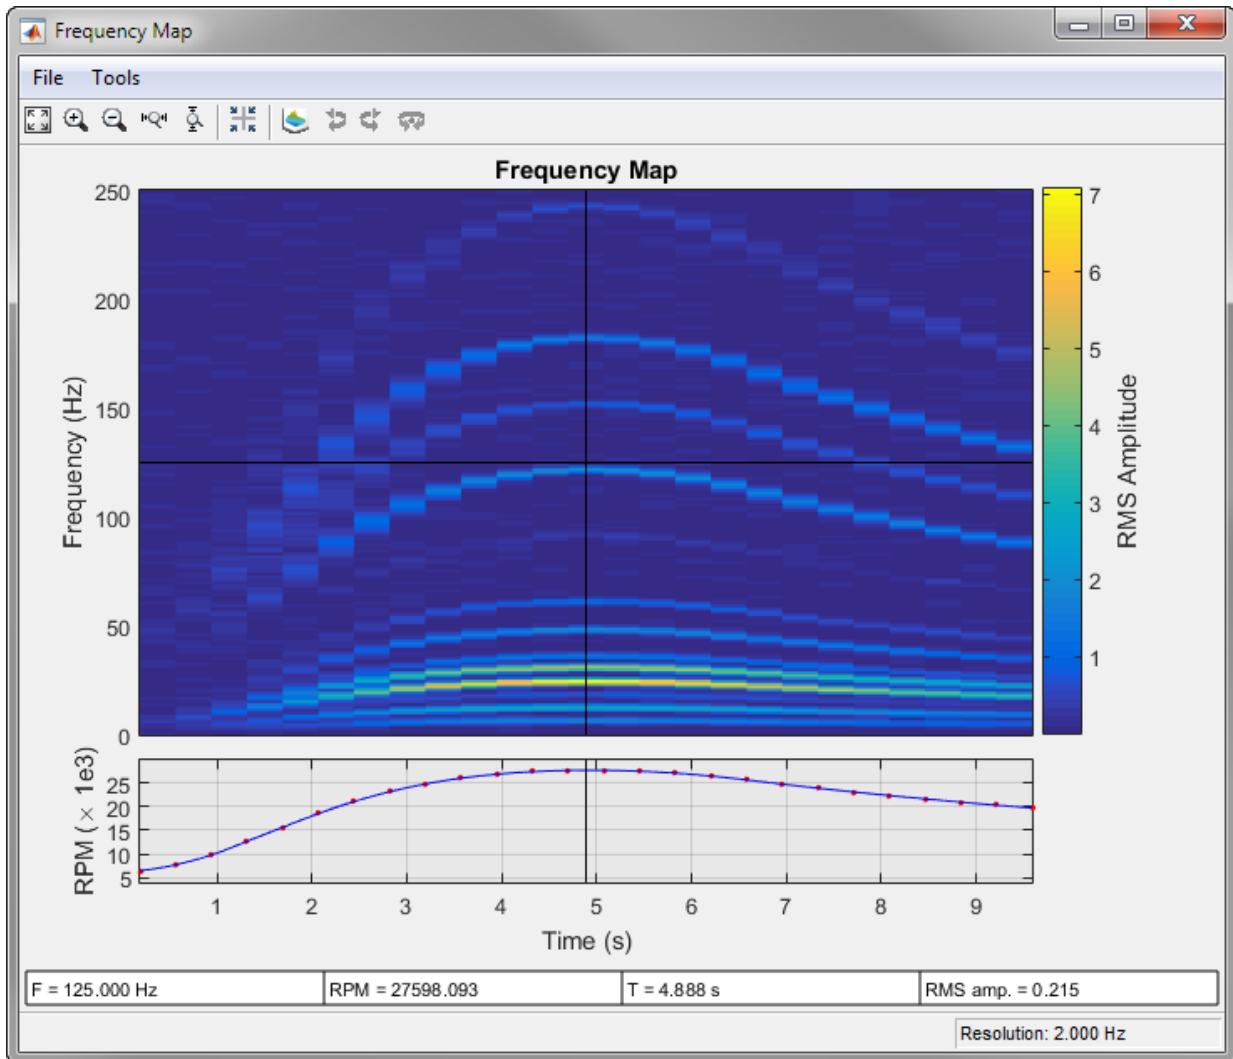 Frequency Map
File Tools
Frequency Map
250
200
150
100
50
0
Frequency (Hz)
7
6
5
4
3
2
1
RMS Amplitude
25
20
15
10
5
RPM ( × 1e3)
1 2 3 4 5 6 7 8 9
Time (s)
F = 125.000 Hz RPM = 27598.093 T = 4.888 s RMS amp. = 0.215
Resolution: 2.000 Hz